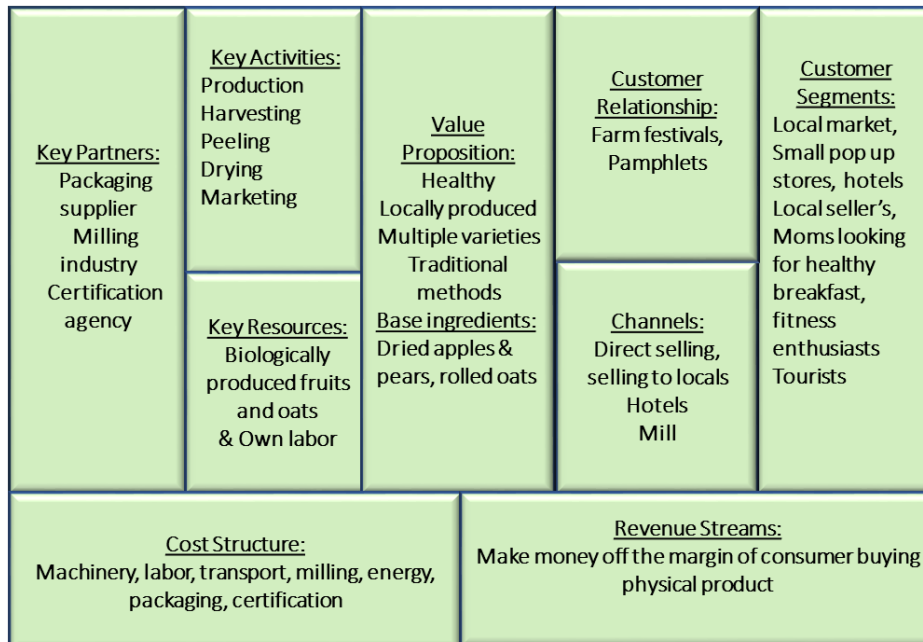 Key Partners:
Packaging
supplier
Milling
industry
Certification
agency
Key Activities:
Production
Harvesting
Peeling
Drying
Marketing
Key Resources:
Biologically
produced fruits
and oats
& Own labor
Value
Proposition:
Healthy
Locally produced
Multiple varieties
Traditional
methods
Base ingredients:
Dried apples &
pears, rolled oats
Customer
Relationship:
Farm festivals,
Pamphlets
Channels:
Direct selling,
selling to locals
Hotels
Mill
Customer
Segments:
Local market,
Small pop up
stores, hotels
Local seller's,
Moms looking
for healthy
breakfast,
fitness
enthusiasts
Tourists
Cost Structure:
Machinery, labor, transport, milling, energy,
packaging, certification
Revenue Streams:
Make money off the margin of consumer buying
physical product